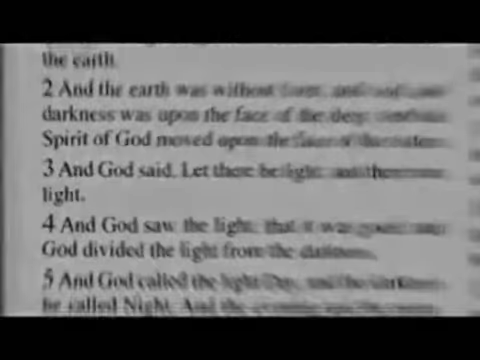 the earth.
2 And the earth was without form, and void; and
darkness was upon the face of the deep
Spirit of God moved upon the face of the waters.
3 And God said, Let there be light: and there was
light.
4 And God saw the light, that it was good: and
God divided the light from the darkness.
5 And God called the light Day, and the darkness
he called Night. And the evening and the